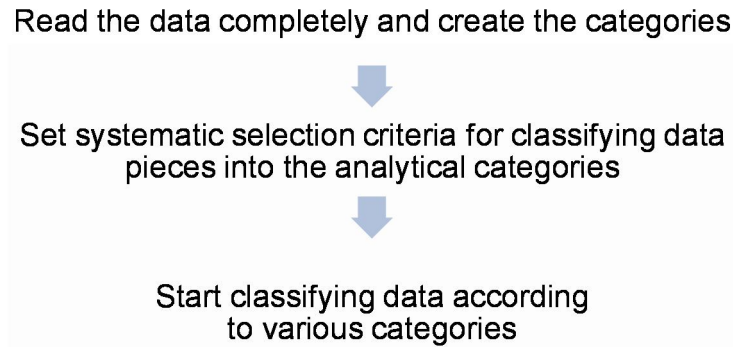 Read the data completely and create the categories
Set systematic selection criteria for classifying data
pieces into the analytical categories
Start classifying data according
to various categories